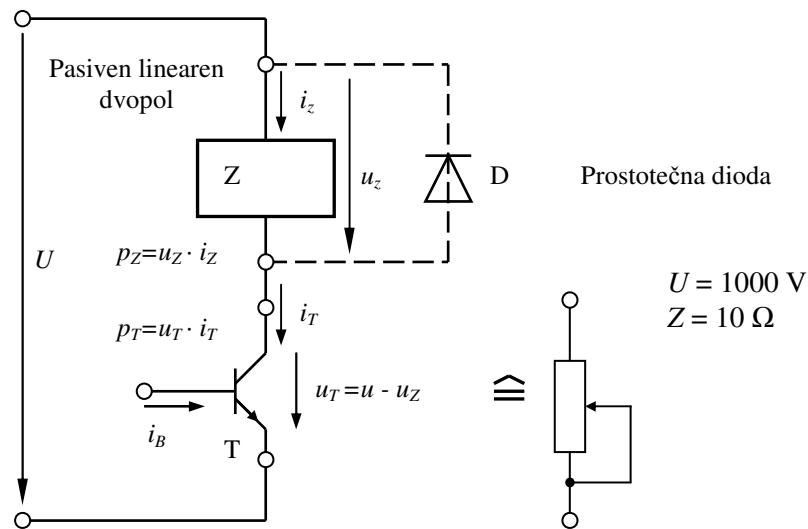 Pasiven linearen
dvopol
i_z
Z
u_z
D
Prostotečna dioda
U
p_Z=u_Z · i_Z
U = 1000 V
Z = 10 Ω
i_T
p_T=u_T · i_T
u_T=u - u_Z
≙
i_B
T